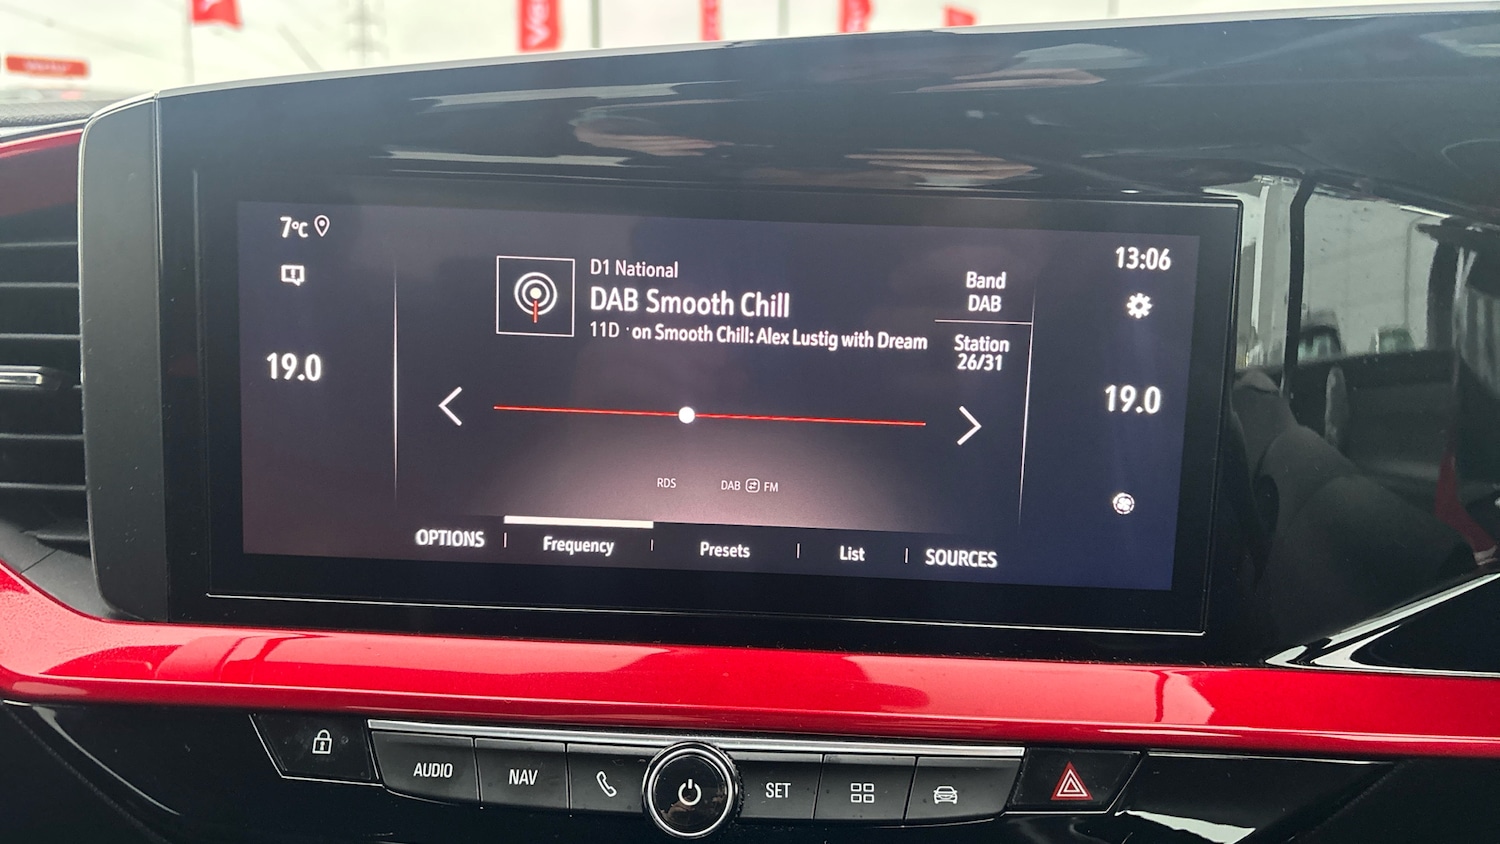 7°C
13:06
D1 National
DAB Smooth Chill
11D · on Smooth Chill: Alex Lustig with Dream
Band
DAB
Station
26/31
19.0
19.0
RDS
DAB FM
OPTIONS
Frequency
Presets
List
SOURCES
AUDIO
NAV
SET